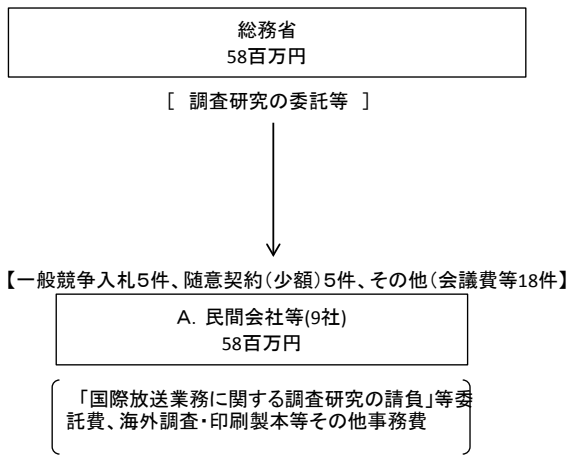 総務省
58百万円
[ 調査研究の委託等 ]
【一般競争入札５件、随意契約(少額)５件、その他(会議費等18件】
A. 民間会社等(9社)
58百万円
「国際放送業務に関する調査研究の請負」等委
託費、海外調査・印刷製本等その他事務費